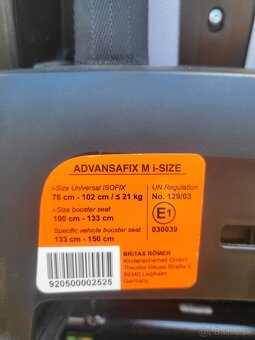 ADVANSAFIX M i-SIZE
i-Size Universal ISOFIX
76 cm - 102 cm / ≤ 21 kg
i-Size booster seat
100 cm - 133 cm
Specific vehicle booster seat
133 cm - 150 cm
UN Regulation
No. 129/03
E1
030039
BRITAX RÖMER
Kindersicherheit GmbH
Theodor-Heuss-Straße 9
89340 Leipheim
Germany
920500002525